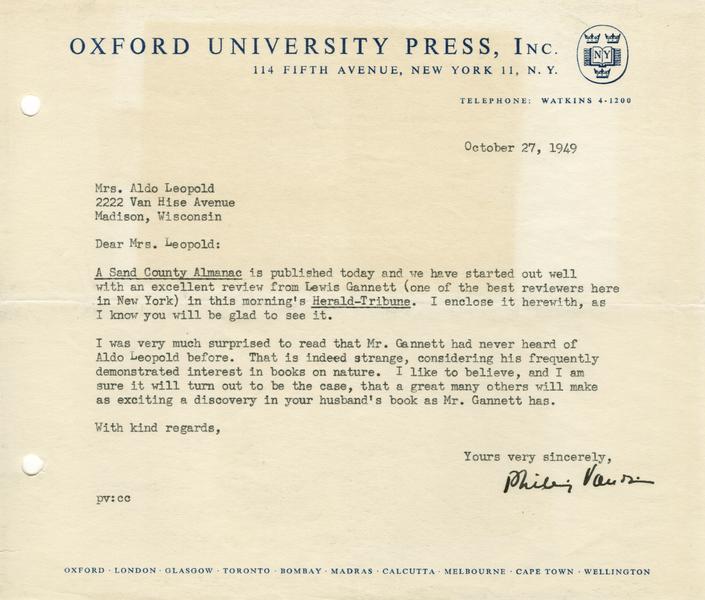 OXFORD UNIVERSITY PRESS, INC.
114 FIFTH AVENUE, NEW YORK 11, N. Y.
N Y
TELEPHONE: WATKINS 4-1200
October 27, 1949
Mrs. Aldo Leopold
2222 Van Hise Avenue
Madison, Wisconsin
Dear Mrs. Leopold:
A Sand County Almanac is published today and we have started out well
with an excellent review from Lewis Gannett (one of the best reviewers here
in New York) in this morning's Herald-Tribune. I enclose it herewith, as
I know you will be glad to see it.
I was very much surprised to read that Mr. Gannett had never heard of
Aldo Leopold before. That is indeed strange, considering his frequently
demonstrated interest in books on nature. I like to believe, and I am
sure it will turn out to be the case, that a great many others will make
as exciting a discovery in your husband's book as Mr. Gannett has.
With kind regards,
Yours very sincerely,
Philip
pv:cc
OXFORD · LONDON · GLASGOW · TORONTO · BOMBAY · MADRAS · CALCUTTA · MELBOURNE · CAPE TOWN · WELLINGTON